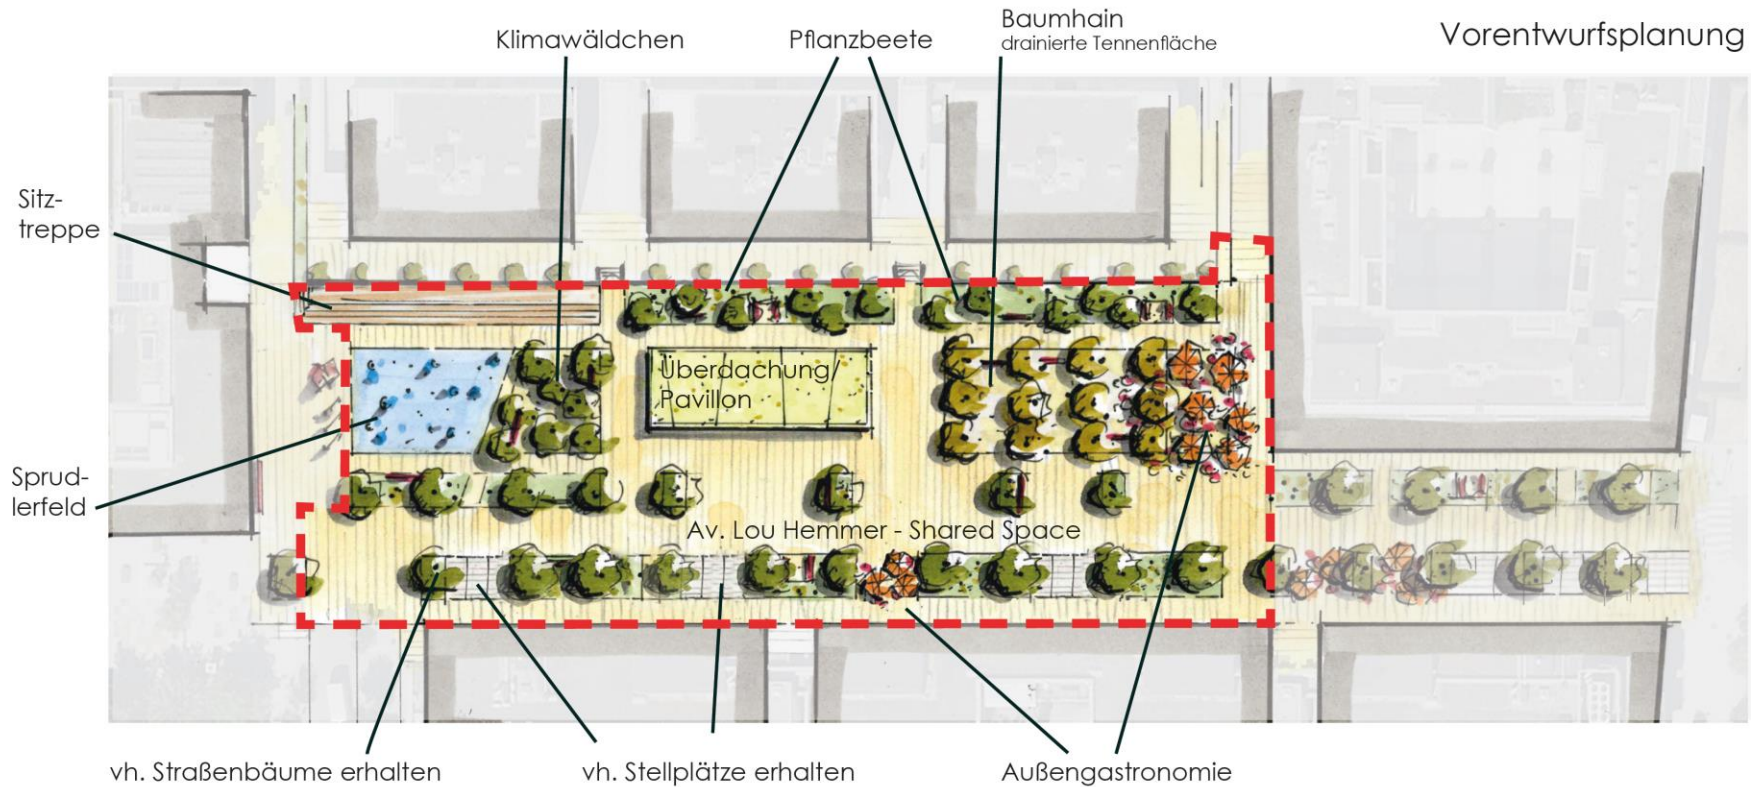 Vorentwurfsplanung
Klimawäldchen
Pflanzbeete
Baumhain
drainierte Tennenfläche
Sitz-
treppe
Überdachung/
Pavillon
Sprud-
lerfeld
Av. Lou Hemmer - Shared Space
vh. Straßenbäume erhalten
vh. Stellplätze erhalten
Außengastronomie